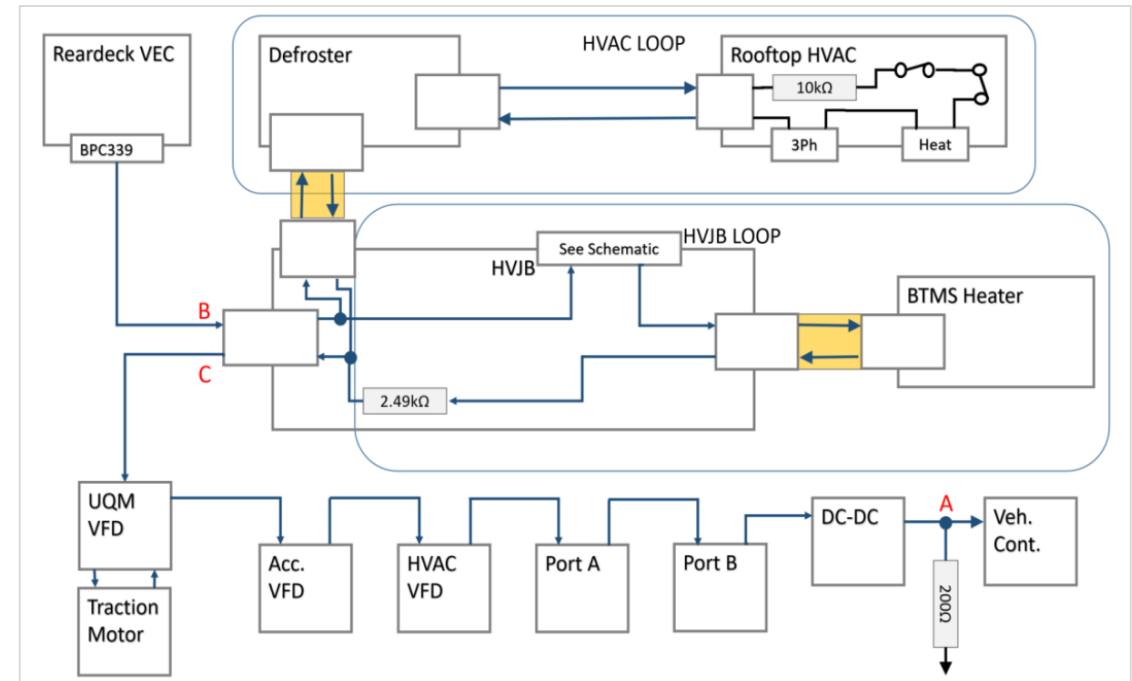 Reardeck VEC
BPC339
HVAC LOOP
Defroster
Rooftop HVAC
10kΩ
3Ph
Heat
HVJB LOOP
See Schematic
HVJB
BTMS Heater
B
C
2.49kΩ
UQM
VFD
Traction
Motor
Acc.
VFD
HVAC
VFD
Port A
Port B
DC-DC
A
Veh.
Cont.
200Ω